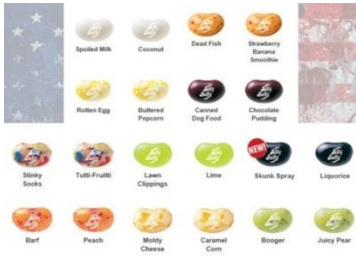 Spoiled Milk
Coconut
Dead Fish
Strawberry
Banana
Smoothie
Rotten Egg
Buttered
Popcorn
Canned
Dog Food
Chocolate
Pudding
NEW!
Stinky
Socks
Tutti-Fruitti
Lawn
Clippings
Lime
Skunk Spray
Liquorice
Barf
Peach
Moldy
Cheese
Caramel
Corn
Booger
Juicy Pear